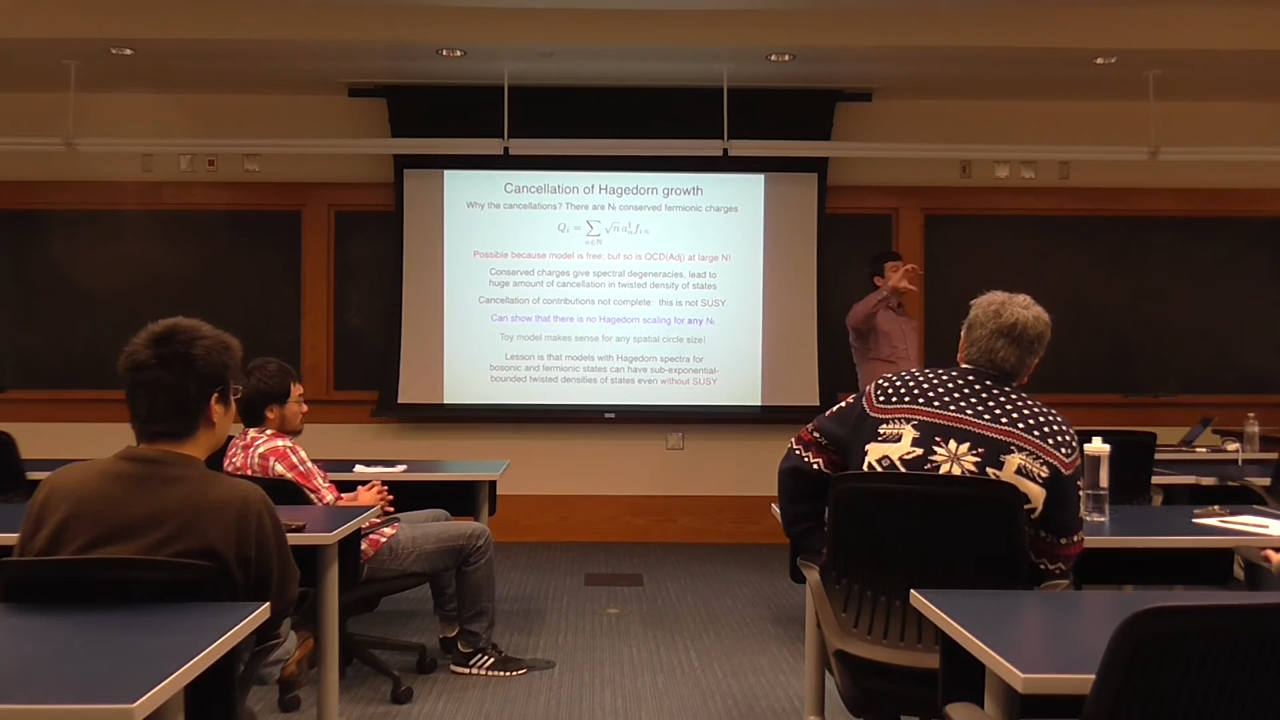 Cancellation of Hagedorn growth
Why the cancellations? There are Nf conserved fermionic charges
Qi = ∑n∈ℕ √n a†n fi n
Possible because model is free; but so is QCD(Adj) at large N!
Conserved charges give spectral degeneracies, lead to
huge amount of cancellation in twisted density of states
Cancellation of contributions not complete: this is not SUSY.
Can show that there is no Hagedorn scaling for any Nf
Toy model makes sense for any spatial circle size!
Lesson is that models with Hagedorn spectra for
bosonic and fermionic states can have sub-exponential-
bounded twisted densities of states even without SUSY